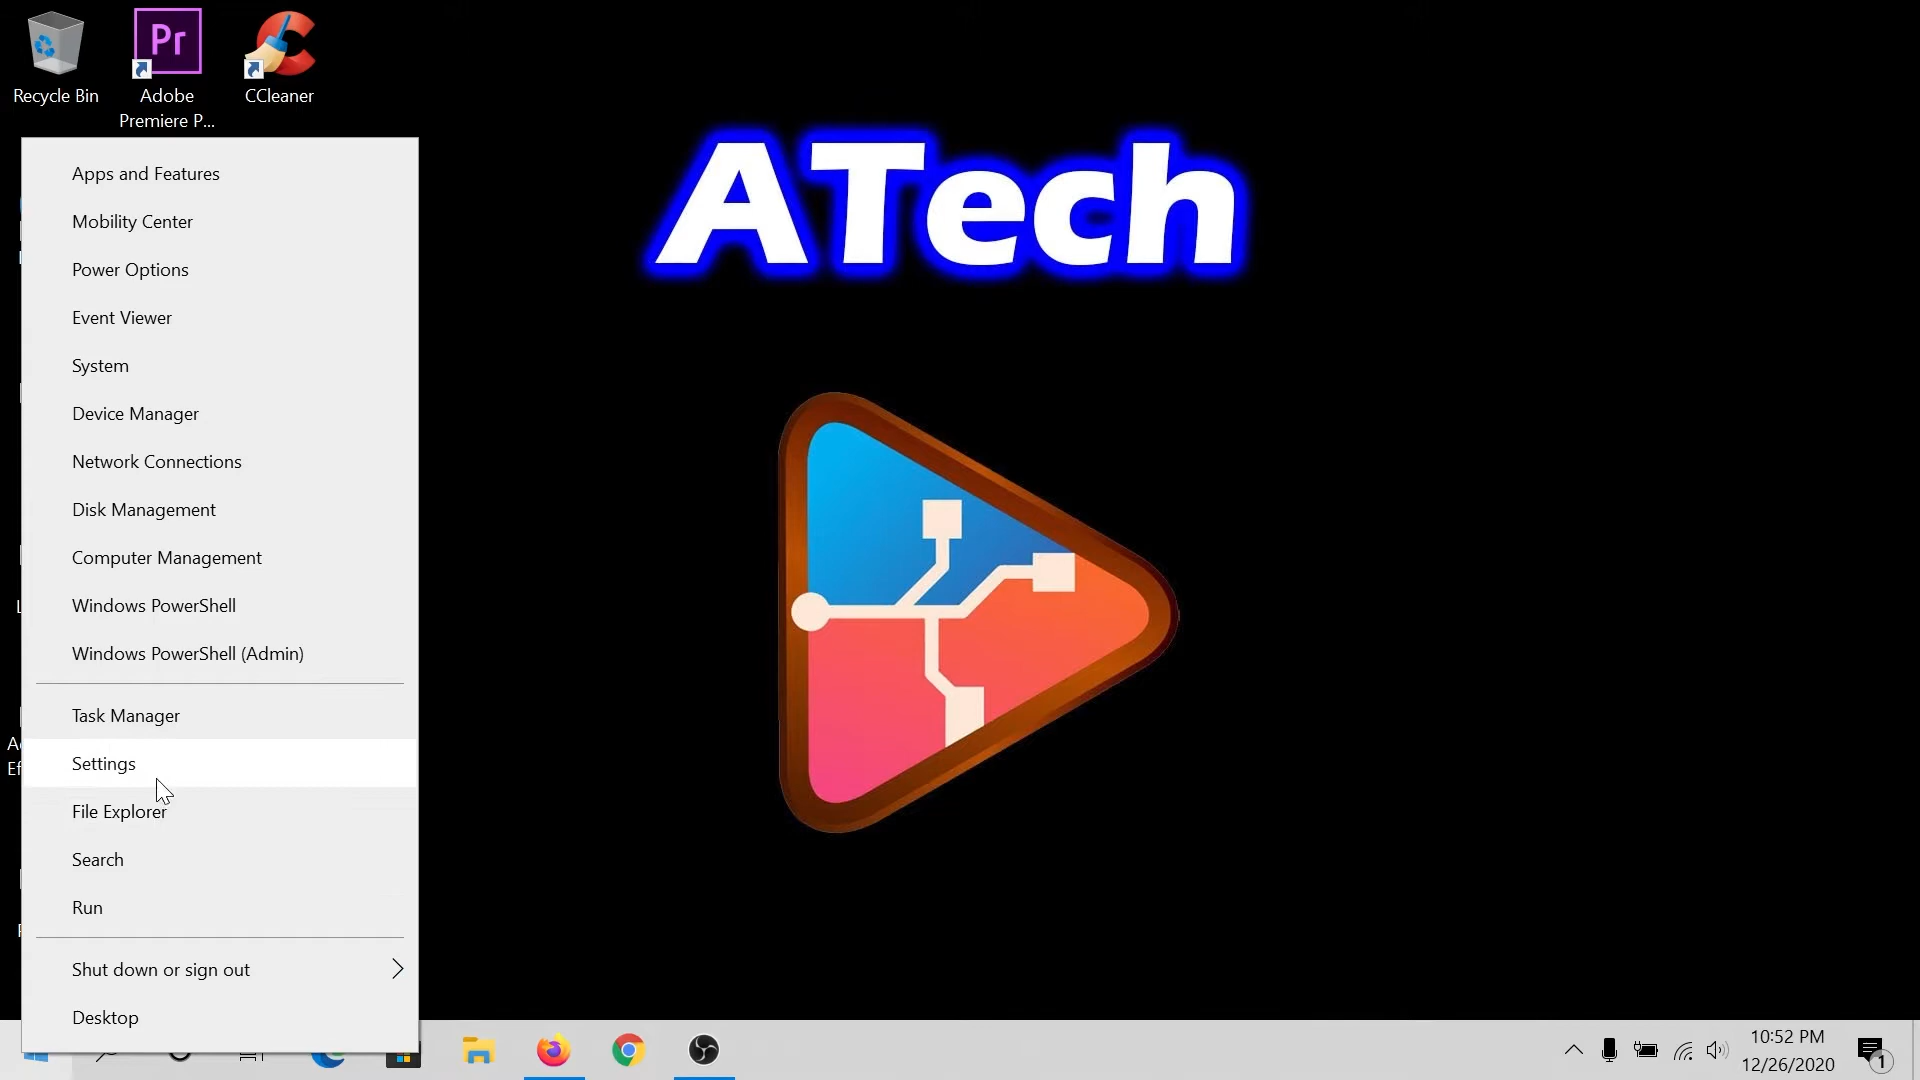 Recycle Bin
Adobe
Premiere P...
CCleaner
Pr
ATech
Apps and Features
Mobility Center
Power Options
Event Viewer
System
Device Manager
Network Connections
Disk Management
Computer Management
Windows PowerShell
Windows PowerShell (Admin)
Task Manager
Settings
File Explorer
Search
Run
Shut down or sign out
Desktop
10:52 PM
12/26/2020
1